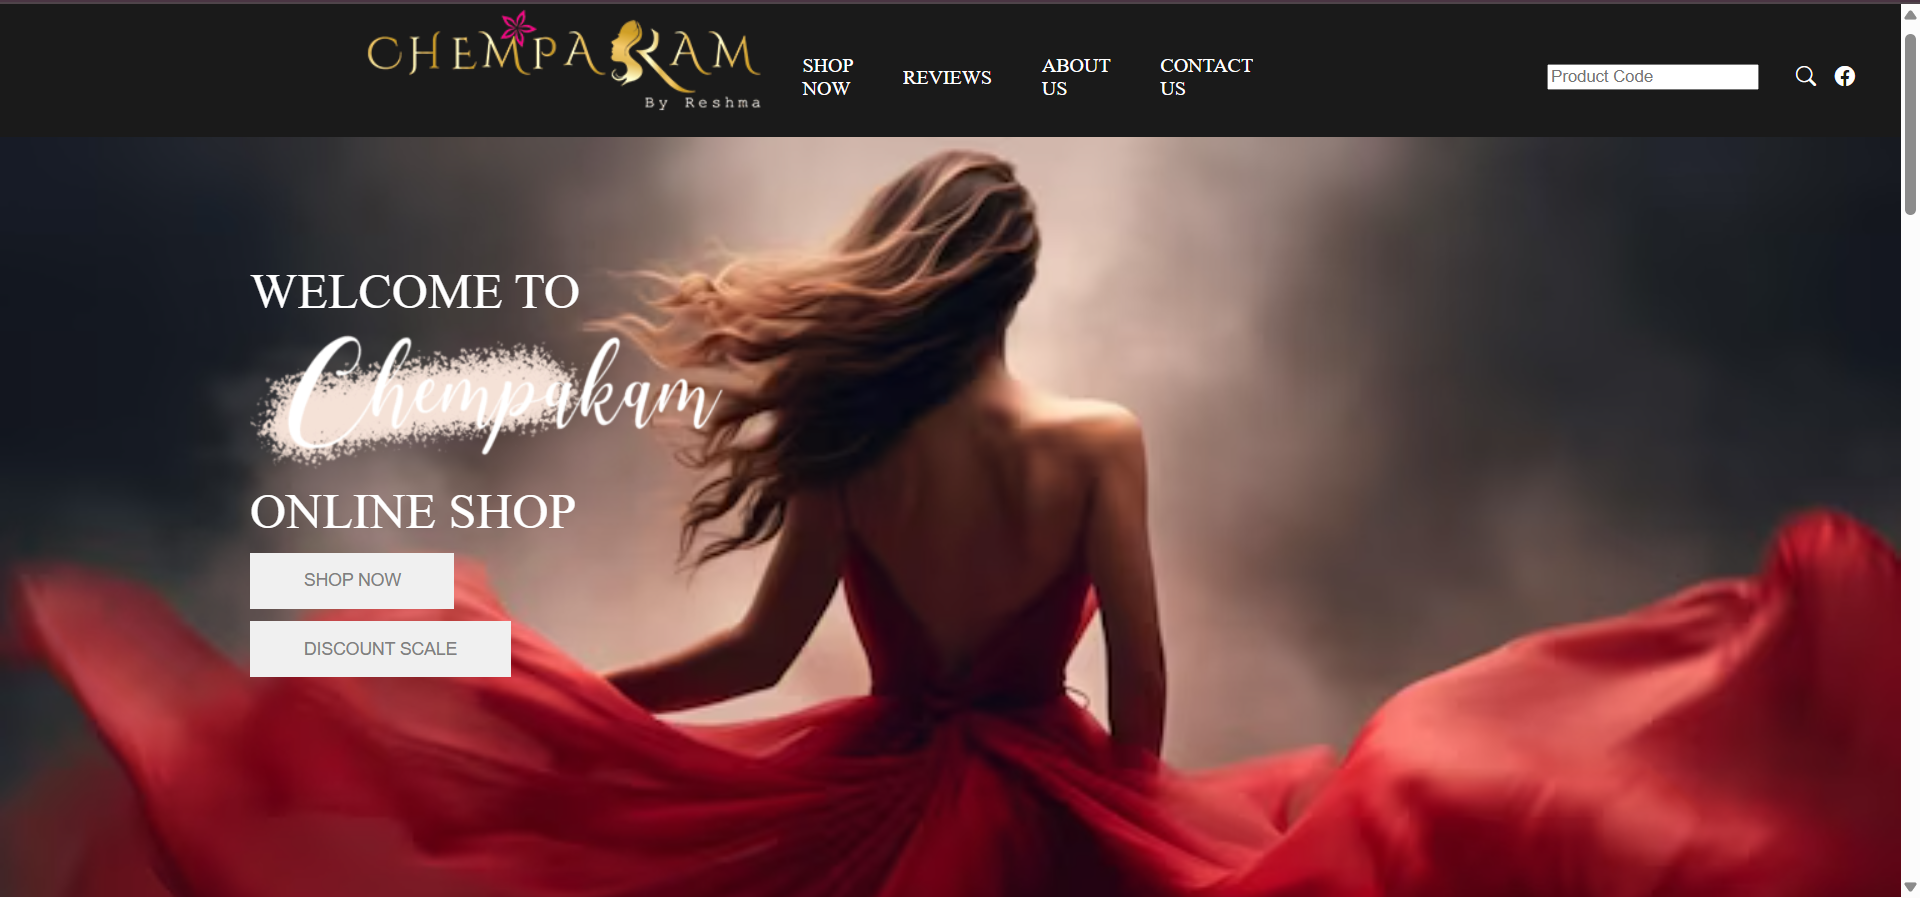 CHEMPAKAM
By Reshma
SHOP NOW
REVIEWS
ABOUT US
CONTACT US
Product Code
WELCOME TO
Chempakam
ONLINE SHOP
SHOP NOW
DISCOUNT SCALE